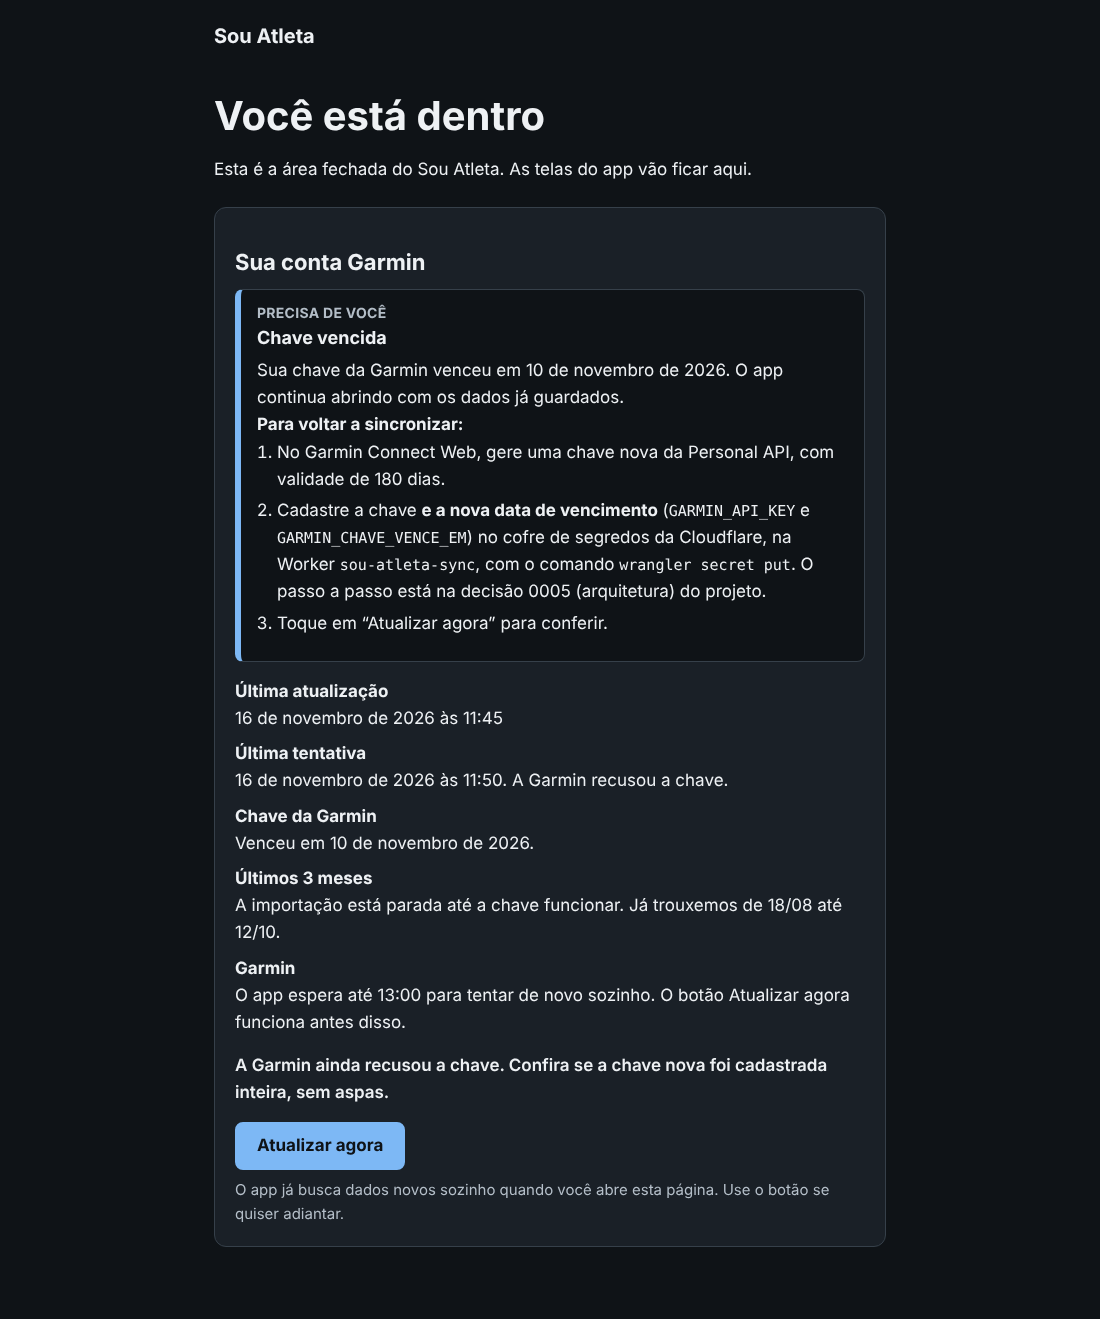 Sou Atleta
Você está dentro
Esta é a área fechada do Sou Atleta. As telas do app vão ficar aqui.
Sua conta Garmin
PRECISA DE VOCÊ
Chave vencida
Sua chave da Garmin venceu em 10 de novembro de 2026. O app
continua abrindo com os dados já guardados.
Para voltar a sincronizar:
1. No Garmin Connect Web, gere uma chave nova da Personal API, com
validade de 180 dias.
2. Cadastre a chave e a nova data de vencimento (GARMIN_API_KEY e
GARMIN_CHAVE_VENCE_EM) no cofre de segredos da Cloudflare, na
Worker sou-atleta-sync, com o comando wrangler secret put. O
passo a passo está na decisão 0005 (arquitetura) do projeto.
3. Toque em “Atualizar agora” para conferir.
Última atualização
16 de novembro de 2026 às 11:45
Última tentativa
16 de novembro de 2026 às 11:50. A Garmin recusou a chave.
Chave da Garmin
Venceu em 10 de novembro de 2026.
Últimos 3 meses
A importação está parada até a chave funcionar. Já trouxemos de 18/08 até
12/10.
Garmin
O app espera até 13:00 para tentar de novo sozinho. O botão Atualizar agora
funciona antes disso.
A Garmin ainda recusou a chave. Confira se a chave nova foi cadastrada
inteira, sem aspas.
Atualizar agora
O app já busca dados novos sozinho quando você abre esta página. Use o botão se
quiser adiantar.